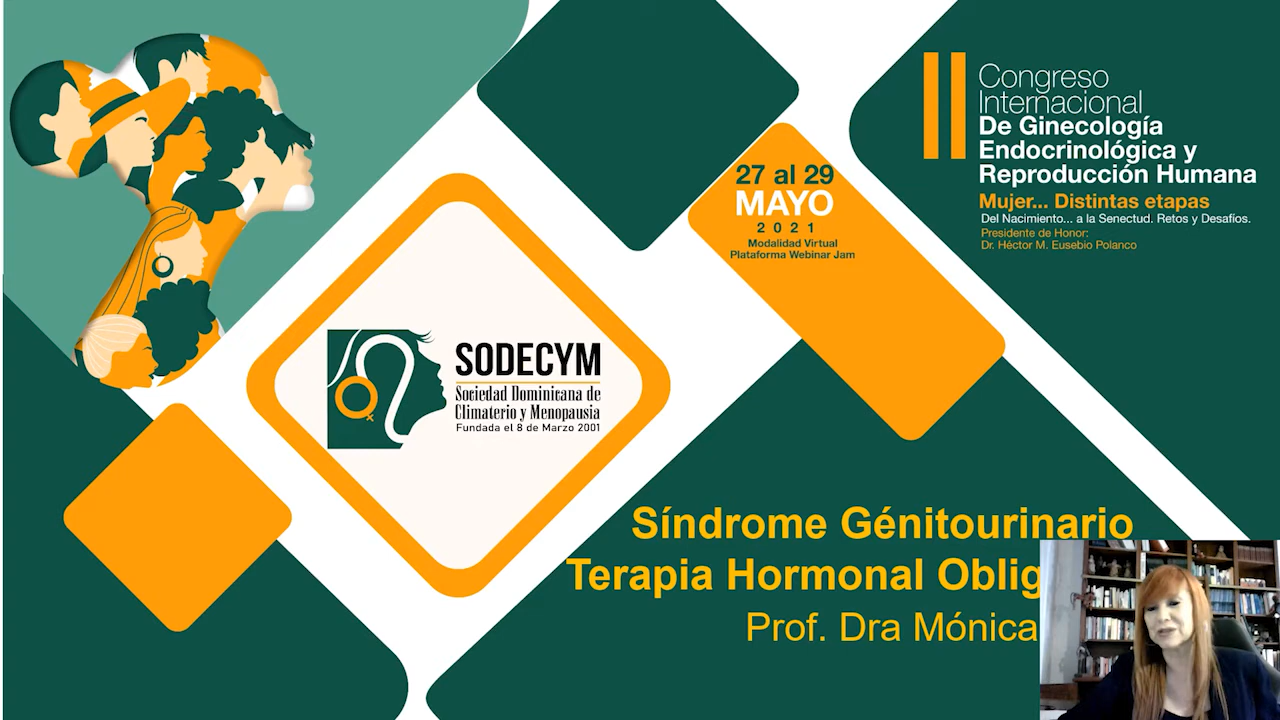 II
Congreso
Internacional
De Ginecología
Endocrinológica y
Reproducción Humana
Mujer... Distintas etapas
Del Nacimiento... a la Senectud. Retos y Desafíos.
Presidente de Honor:
Dr. Héctor M. Eusebio Polanco
27 al 29
MAYO
2021
Modalidad Virtual
Plataforma Webinar Jam
SODECYM
Sociedad Dominicana de
Climaterio y Menopausia
Fundada el 8 de Marzo 2001
Síndrome Génitourinario
Terapia Hormonal Oblig
Prof. Dra Mónica